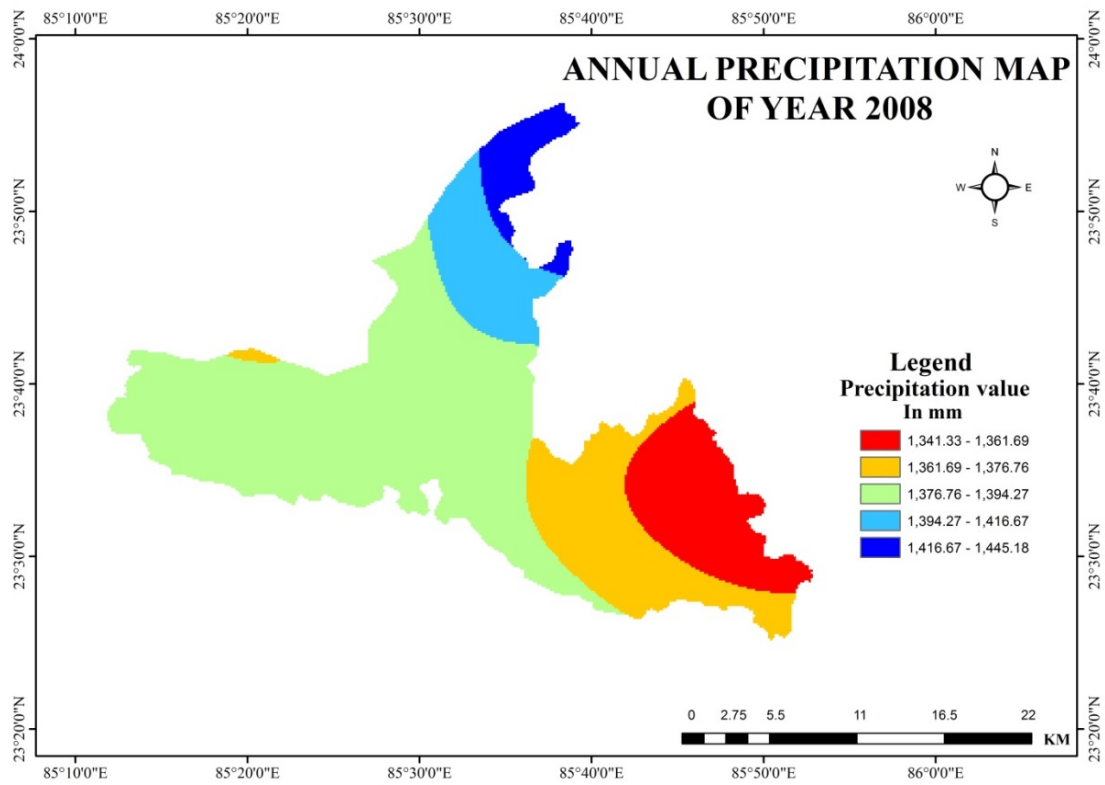 85°10'0"E 85°20'0"E 85°30'0"E 85°40'0"E 85°50'0"E 86°0'0"E
24°0'0"N 24°0'0"N
ANNUAL PRECIPITATION MAP
OF YEAR 2008
N
W E
S
23°50'0"N 23°50'0"N
23°40'0"N 23°40'0"N
Legend
Precipitation value
In mm
1,341.33 - 1,361.69
1,361.69 - 1,376.76
1,376.76 - 1,394.27
1,394.27 - 1,416.67
1,416.67 - 1,445.18
23°30'0"N 23°30'0"N
23°20'0"N 23°20'0"N
0 2.75 5.5 11 16.5 22
KM
85°10'0"E 85°20'0"E 85°30'0"E 85°40'0"E 85°50'0"E 86°0'0"E